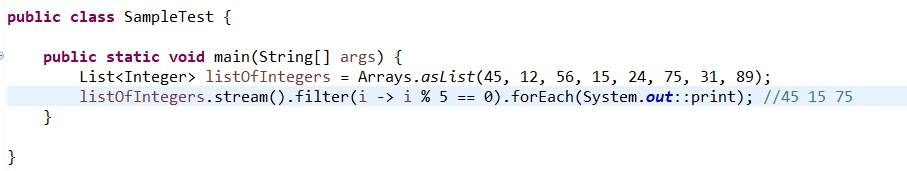 public class SampleTest {
public static void main(String[] args) {
List<Integer> listOfIntegers = Arrays.asList(45, 12, 56, 15, 24, 75, 31, 89);
listOfIntegers.stream().filter(i -> i % 5 == 0).forEach(System.out::print); //45 15 75
}
}